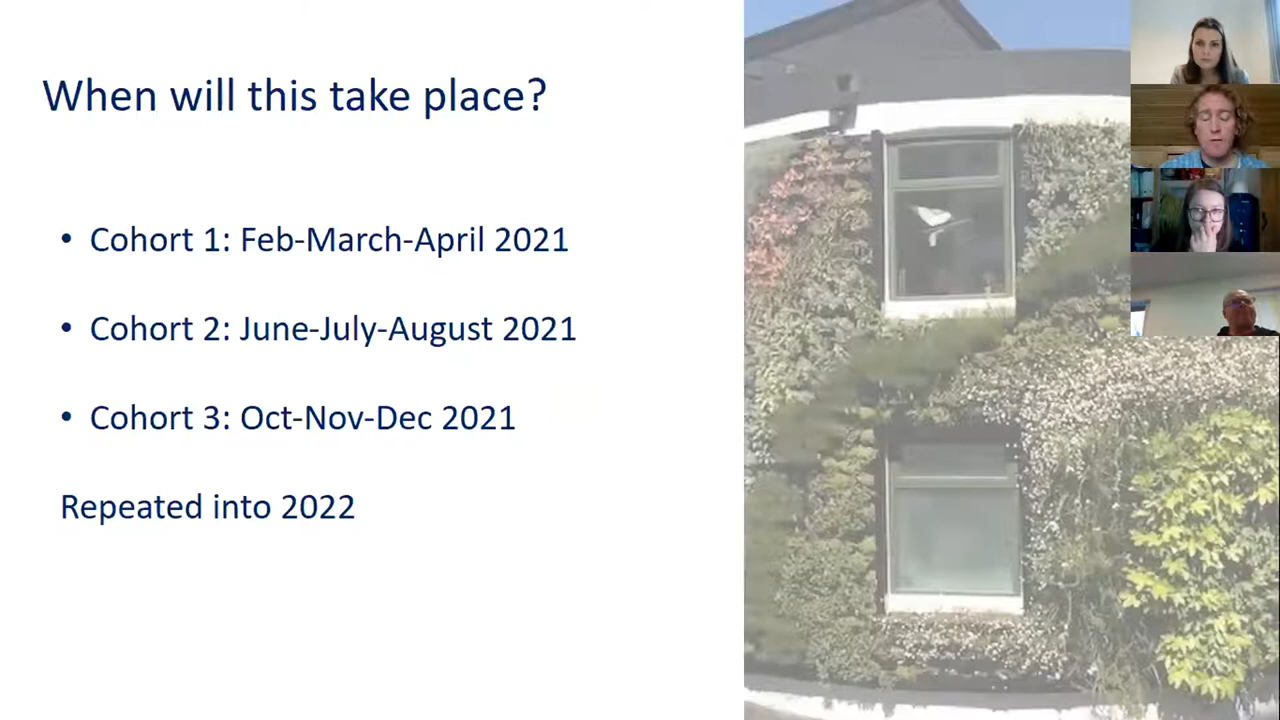 When will this take place?
• Cohort 1: Feb-March-April 2021
• Cohort 2: June-July-August 2021
• Cohort 3: Oct-Nov-Dec 2021
Repeated into 2022